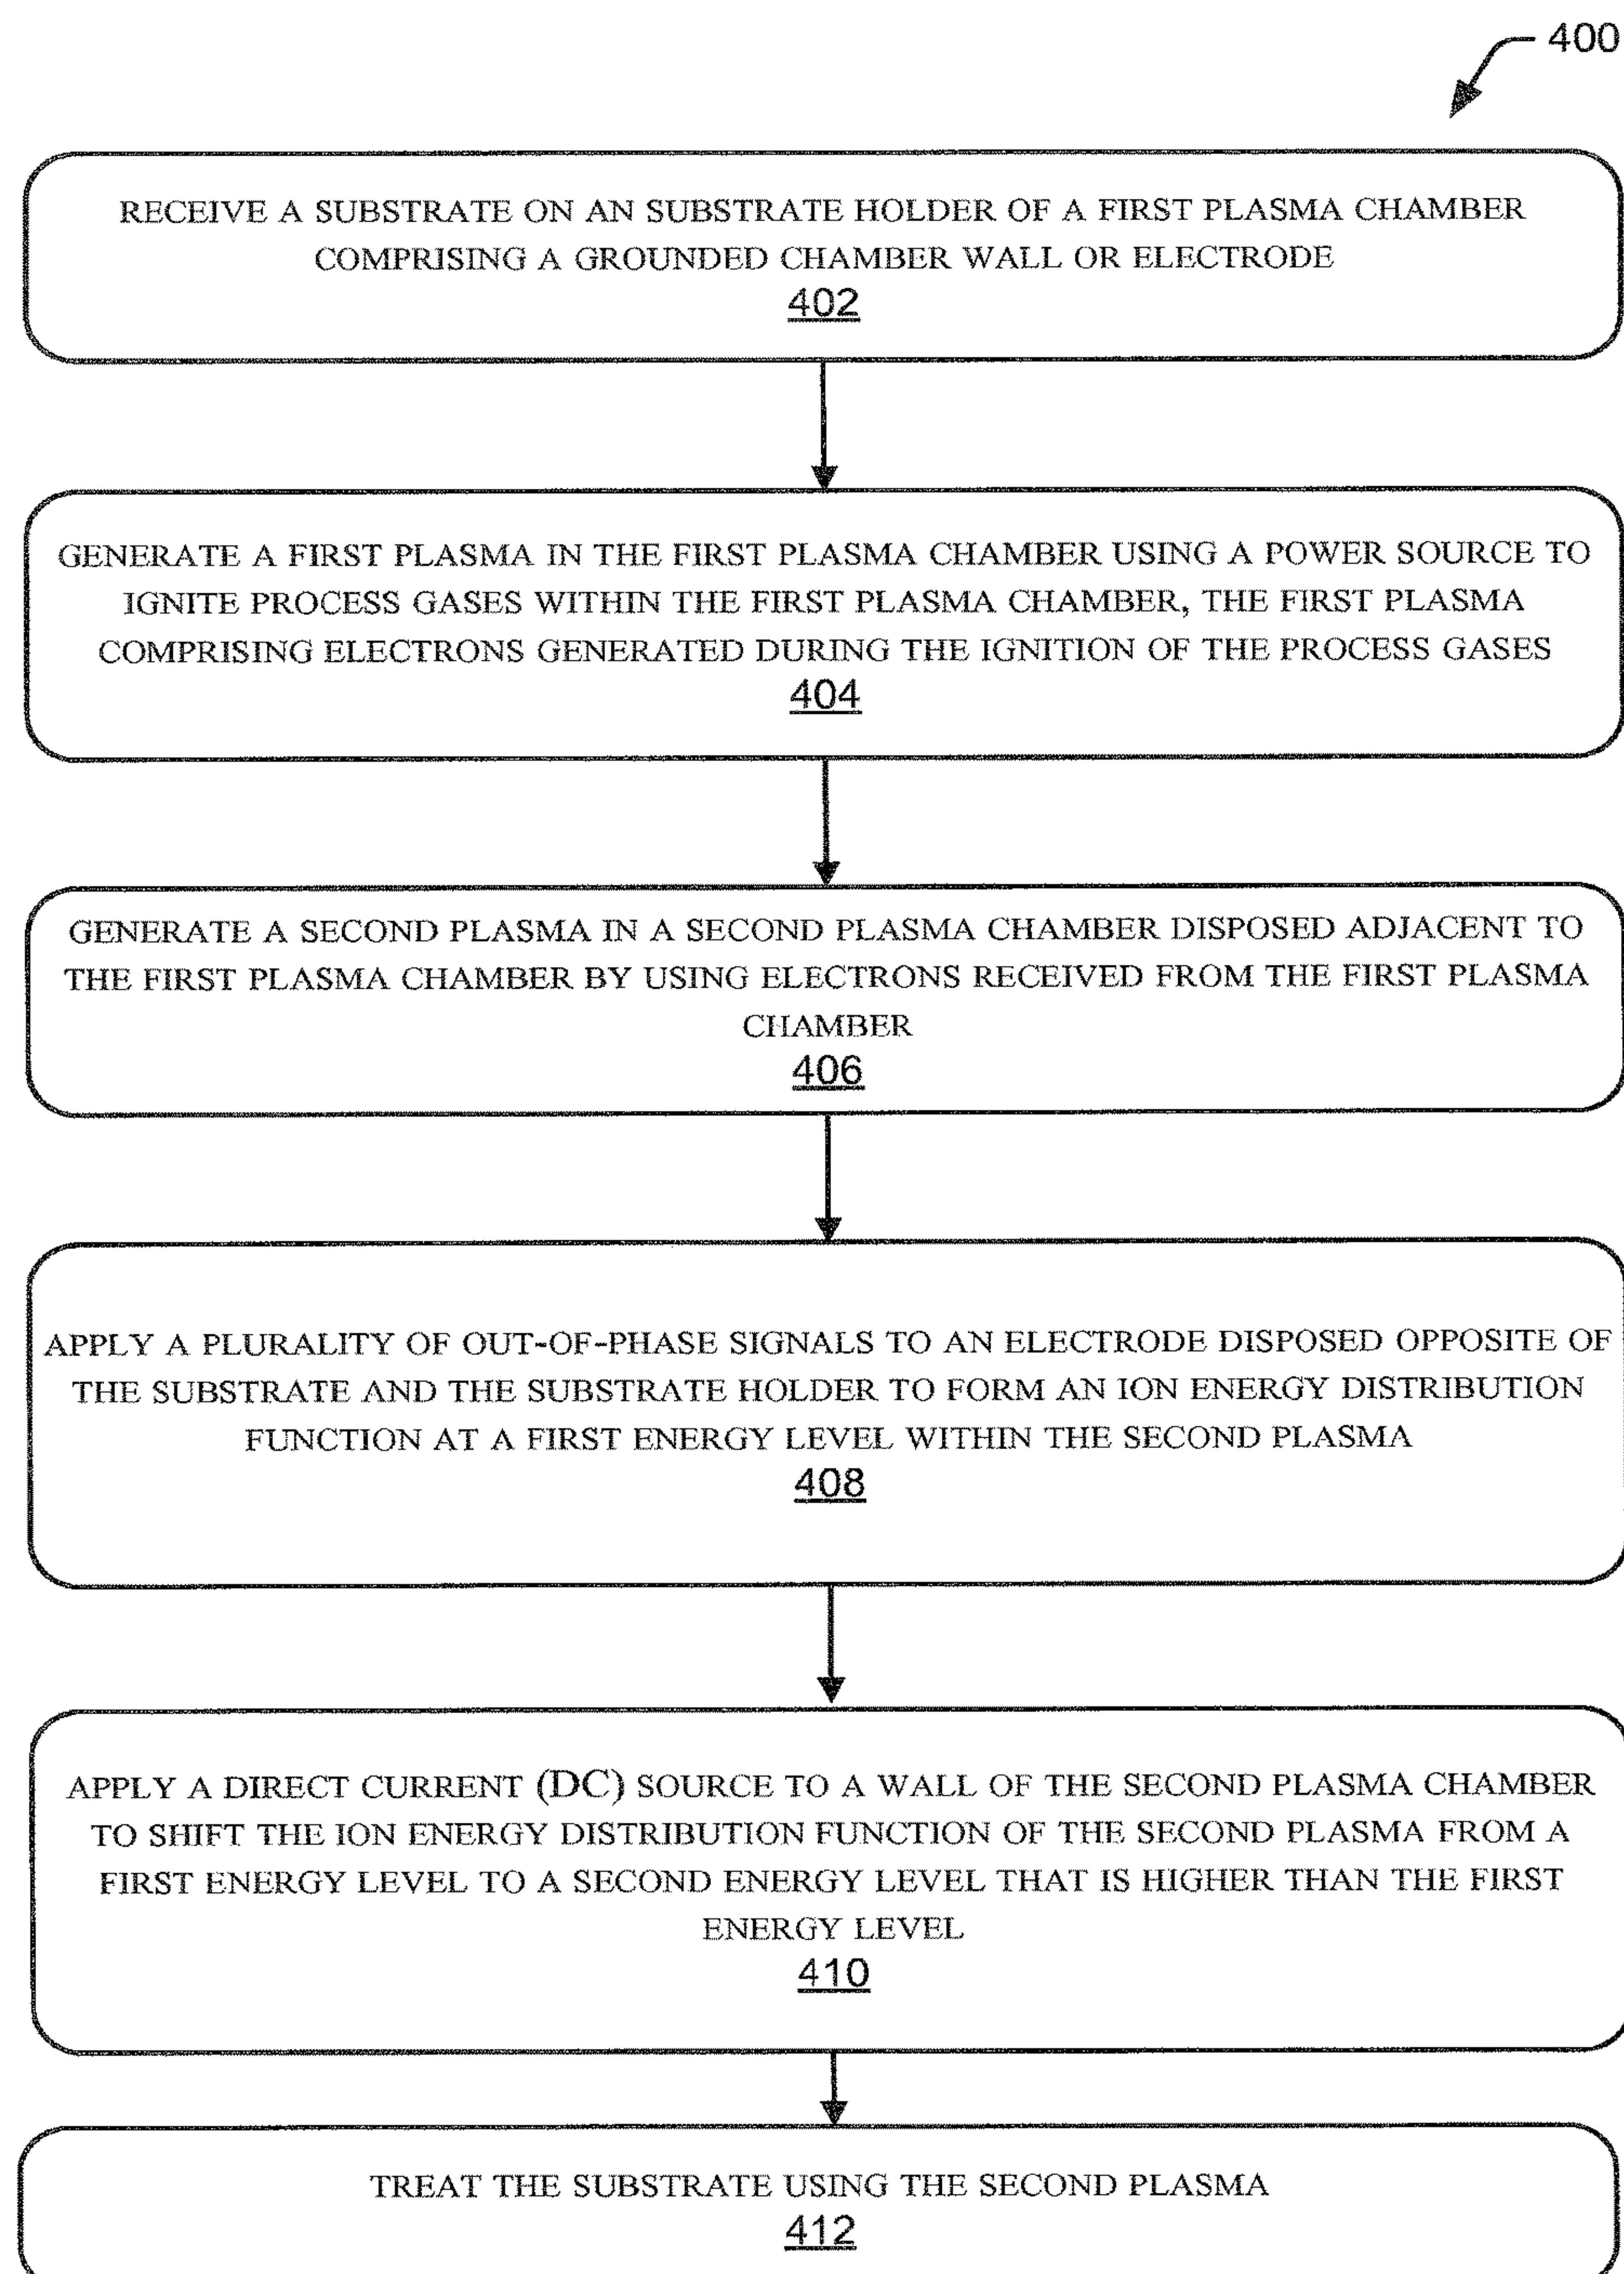 400
RECEIVE A SUBSTRATE ON AN SUBSTRATE HOLDER OF A FIRST PLASMA CHAMBER
COMPRISING A GROUNDED CHAMBER WALL OR ELECTRODE
402
GENERATE A FIRST PLASMA IN THE FIRST PLASMA CHAMBER USING A POWER SOURCE TO
IGNITE PROCESS GASES WITHIN THE FIRST PLASMA CHAMBER, THE FIRST PLASMA
COMPRISING ELECTRONS GENERATED DURING THE IGNITION OF THE PROCESS GASES
404
GENERATE A SECOND PLASMA IN A SECOND PLASMA CHAMBER DISPOSED ADJACENT TO
THE FIRST PLASMA CHAMBER BY USING ELECTRONS RECEIVED FROM THE FIRST PLASMA
CHAMBER
406
APPLY A PLURALITY OF OUT-OF-PHASE SIGNALS TO AN ELECTRODE DISPOSED OPPOSITE OF
THE SUBSTRATE AND THE SUBSTRATE HOLDER TO FORM AN ION ENERGY DISTRIBUTION
FUNCTION AT A FIRST ENERGY LEVEL WITHIN THE SECOND PLASMA
408
APPLY A DIRECT CURRENT (DC) SOURCE TO A WALL OF THE SECOND PLASMA CHAMBER
TO SHIFT THE ION ENERGY DISTRIBUTION FUNCTION OF THE SECOND PLASMA FROM A
FIRST ENERGY LEVEL TO A SECOND ENERGY LEVEL THAT IS HIGHER THAN THE FIRST
ENERGY LEVEL
410
TREAT THE SUBSTRATE USING THE SECOND PLASMA
412